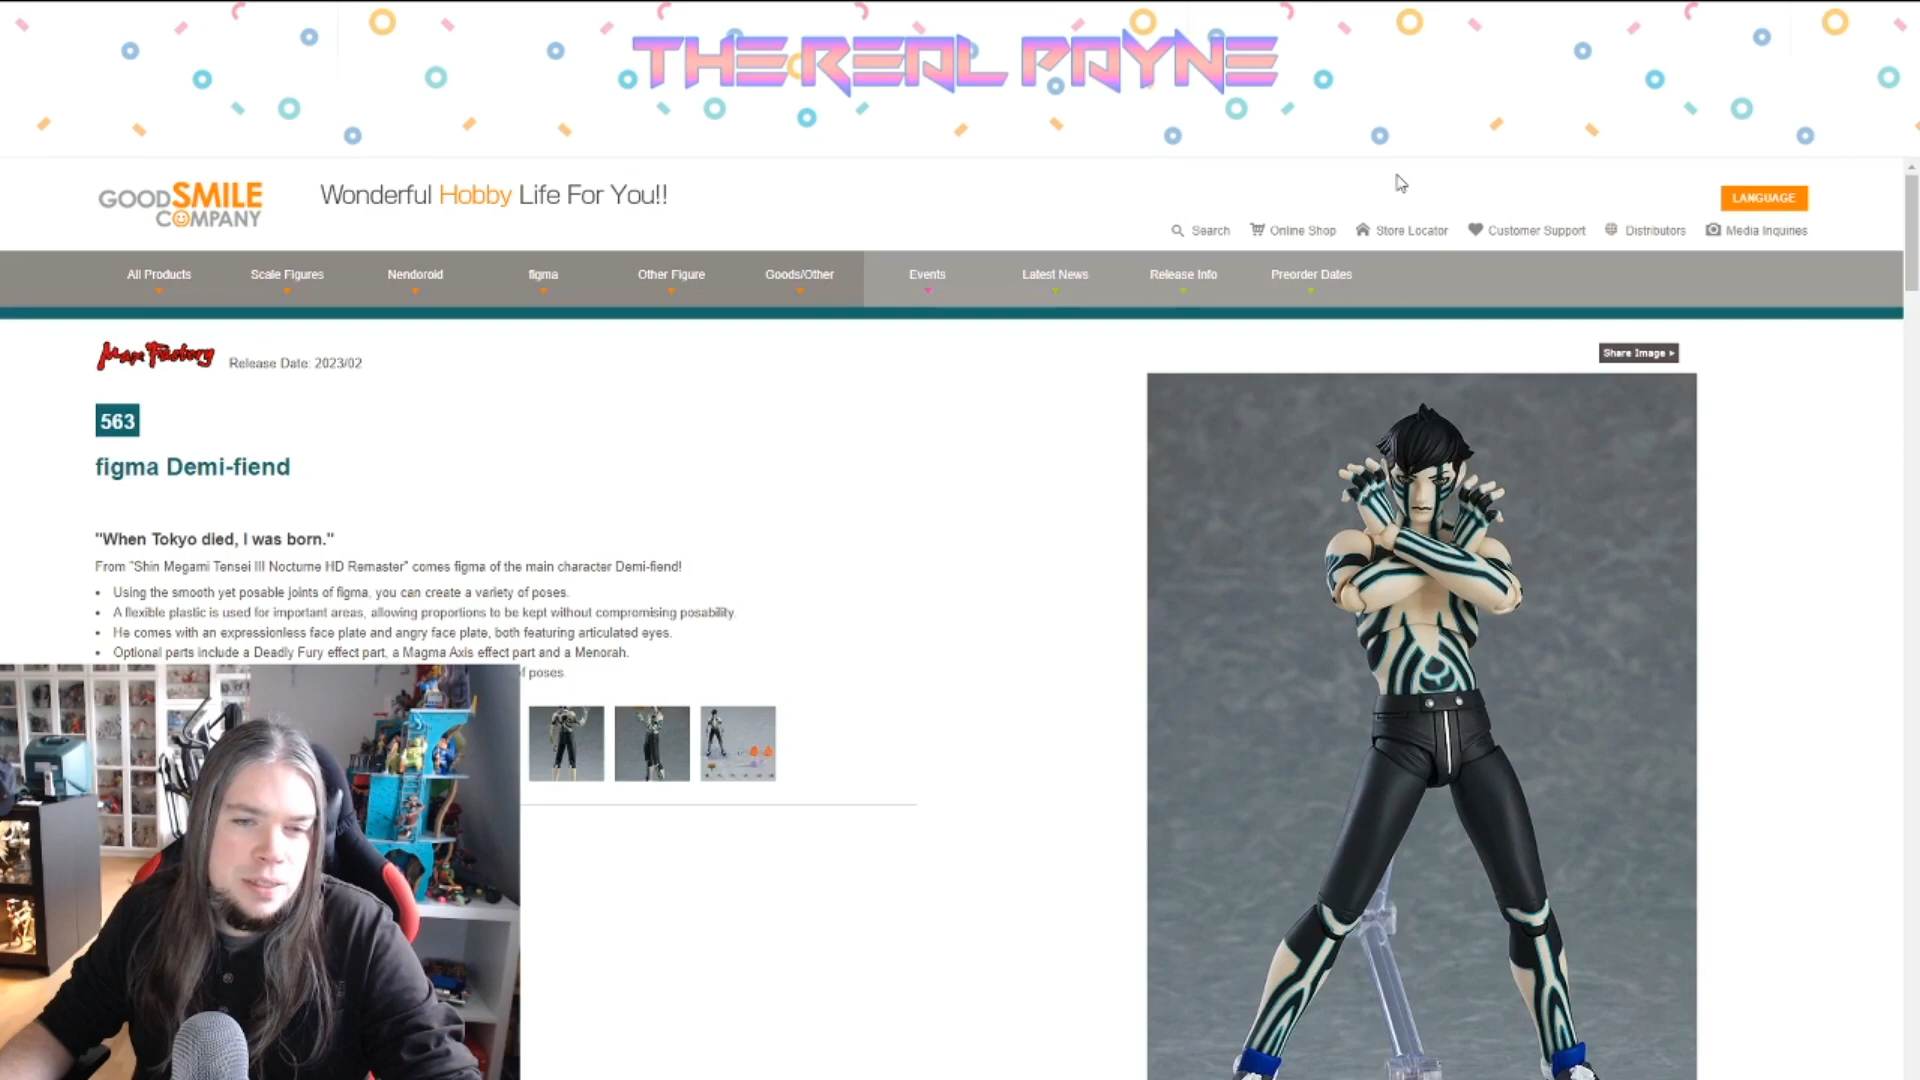 THE REAL PAYNE
GOODSMILE
COMPANY
Wonderful Hobby Life For You!!
LANGUAGE
Search
Online Shop
Store Locator
Customer Support
Distributors
Media Inquiries
All Products
Scale Figures
Nendoroid
figma
Other Figure
Goods/Other
Events
Latest News
Release Info
Preorder Dates
Max Factory
Release Date: 2023/02
Share Image
563
figma Demi-fiend
"When Tokyo died, I was born."
From "Shin Megami Tensei III Nocturne HD Remaster" comes figma of the main character Demi-fiend!
• Using the smooth yet posable joints of figma, you can create a variety of poses.
• A flexible plastic is used for important areas, allowing proportions to be kept without compromising posability.
• He comes with an expressionless face plate and angry face plate, both featuring articulated eyes.
• Optional parts include a Deadly Fury effect part, a Magma Axis effect part and a Menorah.
of poses.